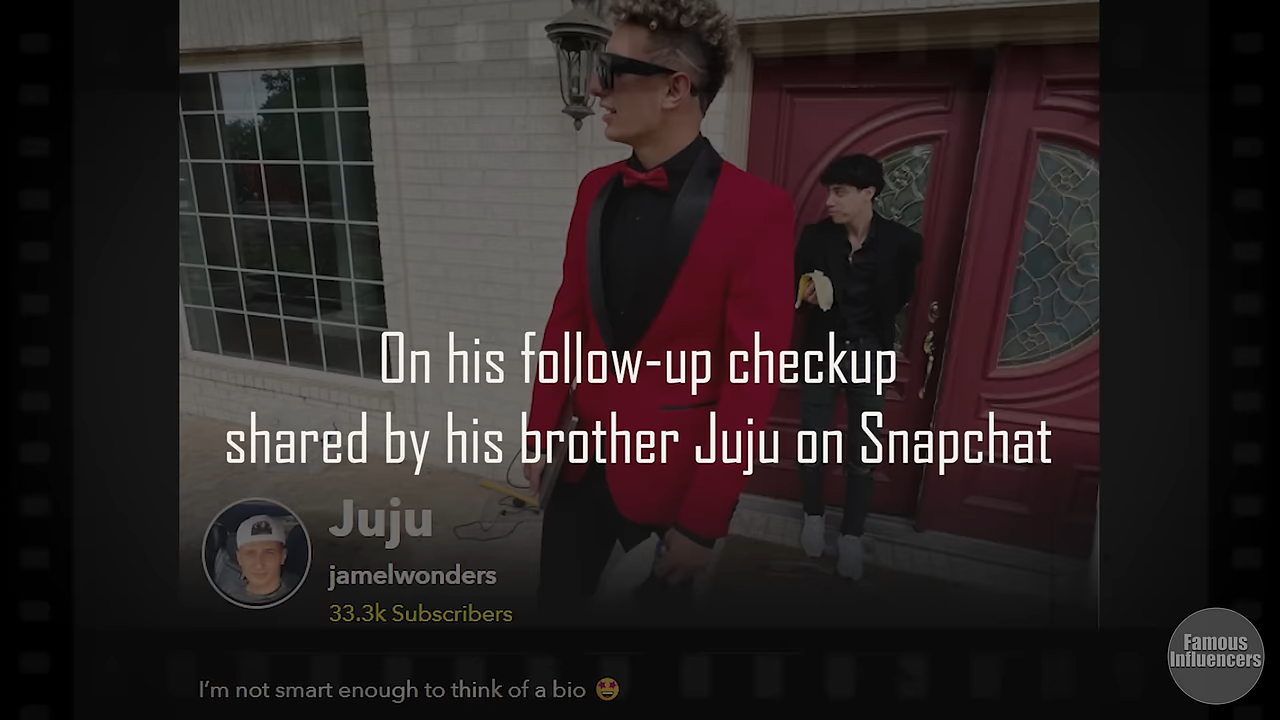 On his follow-up checkup
shared by his brother Juju on Snapchat
Juju
jamelwonders
33.3k Subscribers
I'm not smart enough to think of a bio 🤩
Famous
Influencers